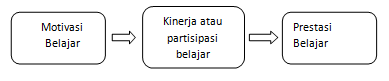 Motivasi
Belajar
Kinerja atau
partisipasi
belajar
Prestasi
Belajar